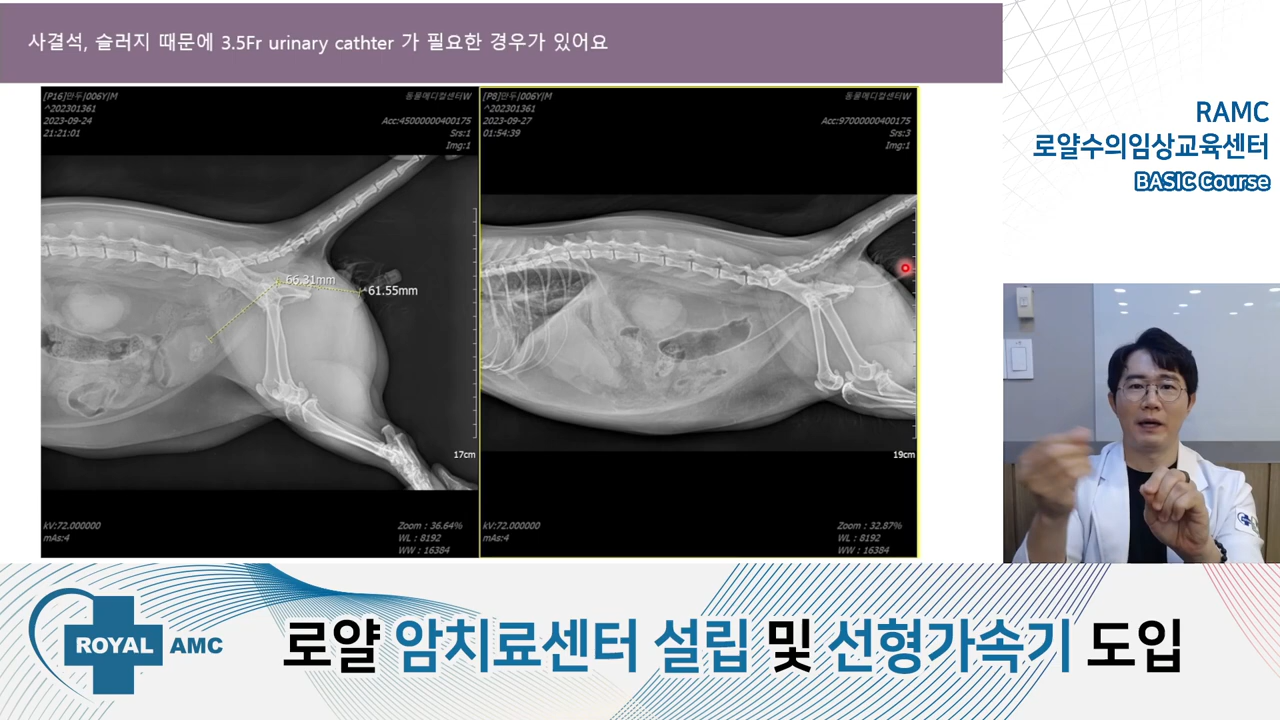 사결석, 슬러지 때문에 3.5Fr urinary cathter 가 필요한 경우가 있어요
[P16]만두|006Y|M
^202301361
2023-09-24
21:21:01
동물메디컬센터W
Acc:45000000400175
Srs:1
Img:1
66.31mm
61.55mm
17cm
kV:72.000000
mAs:4
Zoom : 36.64%
WL : 8192
WW : 16384
[P8]만두|006Y|M
^202301361
2023-09-27
01:54:39
동물메디컬센터W
Acc:97000000400175
Srs:3
Img:1
19cm
kV:72.000000
mAs:4
Zoom : 32.87%
WL : 8192
WW : 16384
RAMC
로얄수의임상교육센터
BASIC Course
ROYAL AMC
로얄 암치료센터 설립 및 선형가속기 도입